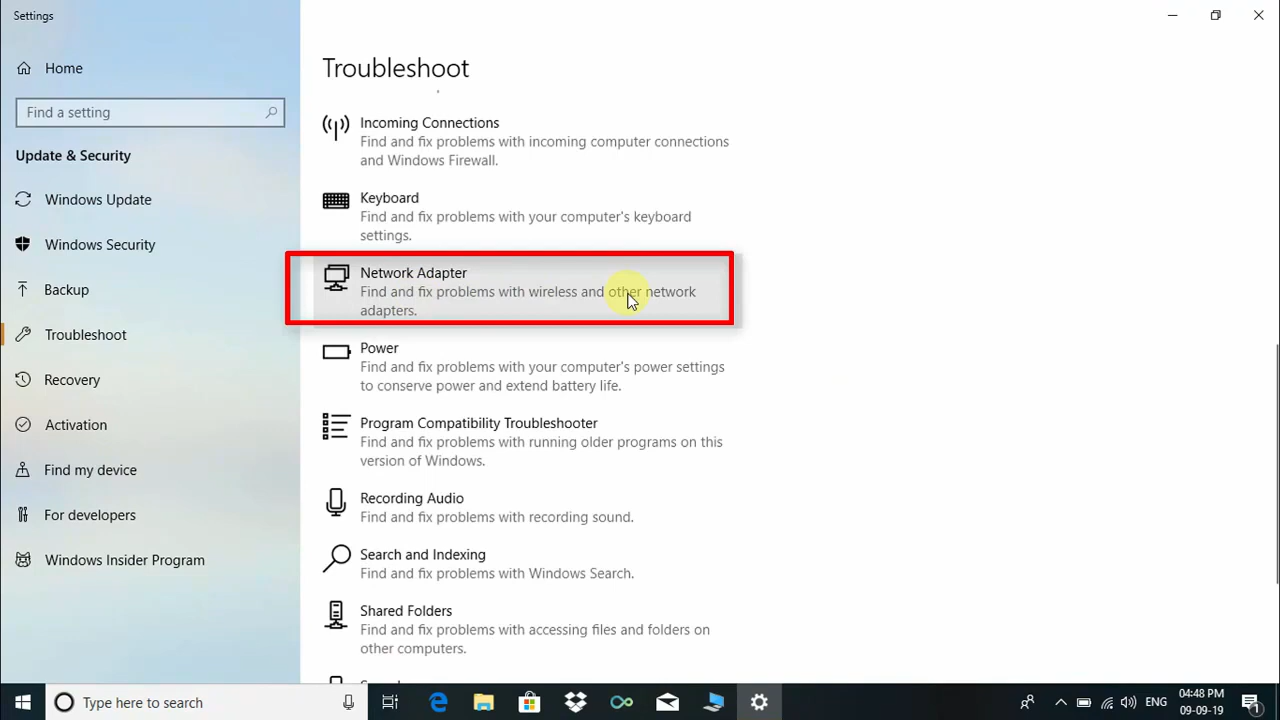 Settings
Home
Find a setting
Update & Security
Windows Update
Windows Security
Backup
Troubleshoot
Recovery
Activation
Find my device
For developers
Windows Insider Program
Troubleshoot
Incoming Connections
Find and fix problems with incoming computer connections
and Windows Firewall.
Keyboard
Find and fix problems with your computer's keyboard
settings.
Network Adapter
Find and fix problems with wireless and other network
adapters.
Power
Find and fix problems with your computer's power settings
to conserve power and extend battery life.
Program Compatibility Troubleshooter
Find and fix problems with running older programs on this
version of Windows.
Recording Audio
Find and fix problems with recording sound.
Search and Indexing
Find and fix problems with Windows Search.
Shared Folders
Find and fix problems with accessing files and folders on
other computers.
Type here to search
ENG
04:48 PM
09-09-19
1